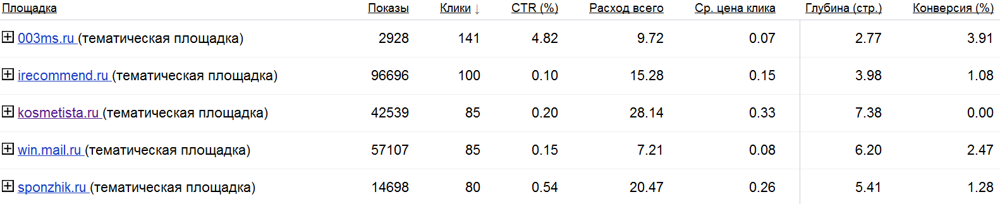 Площадка Показы Клики ↓ CTR (%) Расход всего Ср. цена клика Глубина (стр.) Конверсия (%)
003ms.ru (тематическая площадка) 2928 141 4.82 9.72 0.07 2.77 3.91
irecommend.ru (тематическая площадка) 96696 100 0.10 15.28 0.15 3.98 1.08
kosmetista.ru (тематическая площадка) 42539 85 0.20 28.14 0.33 7.38 0.00
win.mail.ru (тематическая площадка) 57107 85 0.15 7.21 0.08 6.20 2.47
sponzhik.ru (тематическая площадка) 14698 80 0.54 20.47 0.26 5.41 1.28